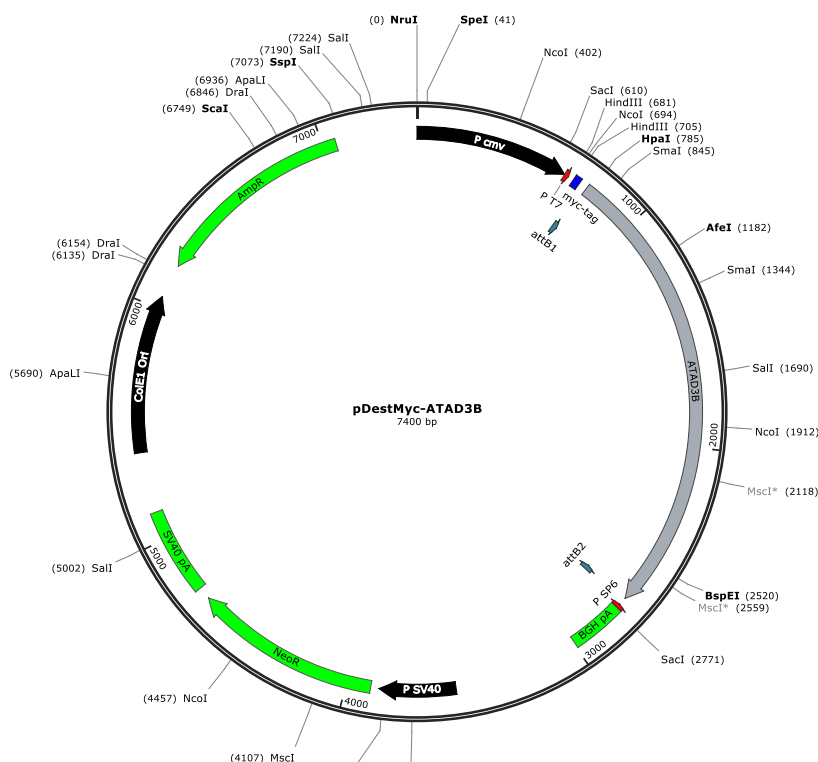 (0) NruI
SpeI (41)
NcoI (402)
SacI (610)
HindIII (681)
NcoI (694)
HindIII (705)
HpaI (785)
SmaI (845)
AfeI (1182)
SmaI (1344)
SalI (1690)
NcoI (1912)
MscI* (2118)
BspEI (2520)
MscI* (2559)
SacI (2771)
(4107) MscI
(4457) NcoI
(5002) SalI
(5690) ApaLI
(6135) DraI
(6154) DraI
(6749) ScaI
(6846) DraI
(6936) ApaLI
(7073) SspI
(7190) SalI
(7224) SalI
1000
2000
3000
4000
5000
6000
7000
P cmv
P T7
myc-tag
attB1
ATAD3B
attB2
P SP6
BGH pA
P SV40
NeoR
SV40 pA
ColE1 Ori
AmpR
pDestMyc-ATAD3B
7400 bp